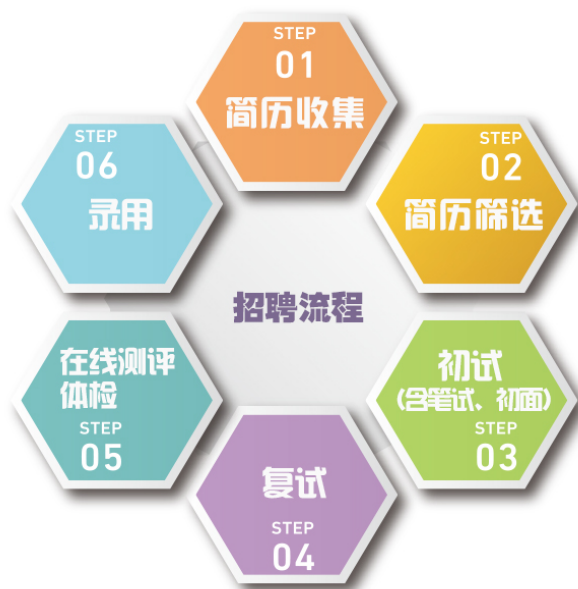 STEP
01
简历收集
STEP
02
简历筛选
初试
(含笔试、初面)
STEP
03
复试
STEP
04
在线测评
体检
STEP
05
STEP
06
录用
招聘流程